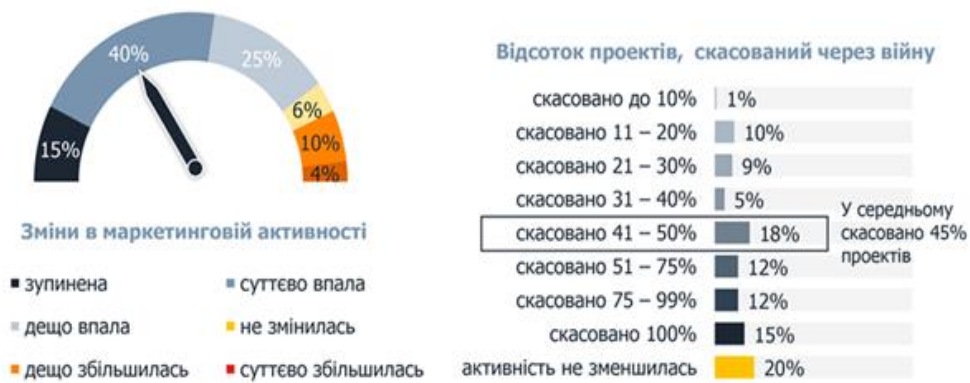 40%
25%
6%
15%
10%
4%
Зміни в маркетинговій активності
зупинена
суттєво впала
дещо впала
не змінилась
дещо збільшилась
суттєво збільшилась
Відсоток проектів, скасований через війну
скасовано до 10% 1%
скасовано 11 – 20% 10%
скасовано 21 – 30% 9%
скасовано 31 – 40% 5%
скасовано 41 – 50% 18%
скасовано 51 – 75% 12%
скасовано 75 – 99% 12%
скасовано 100% 15%
активність не зменшилась 20%
У середньому
скасовано 45%
проектів